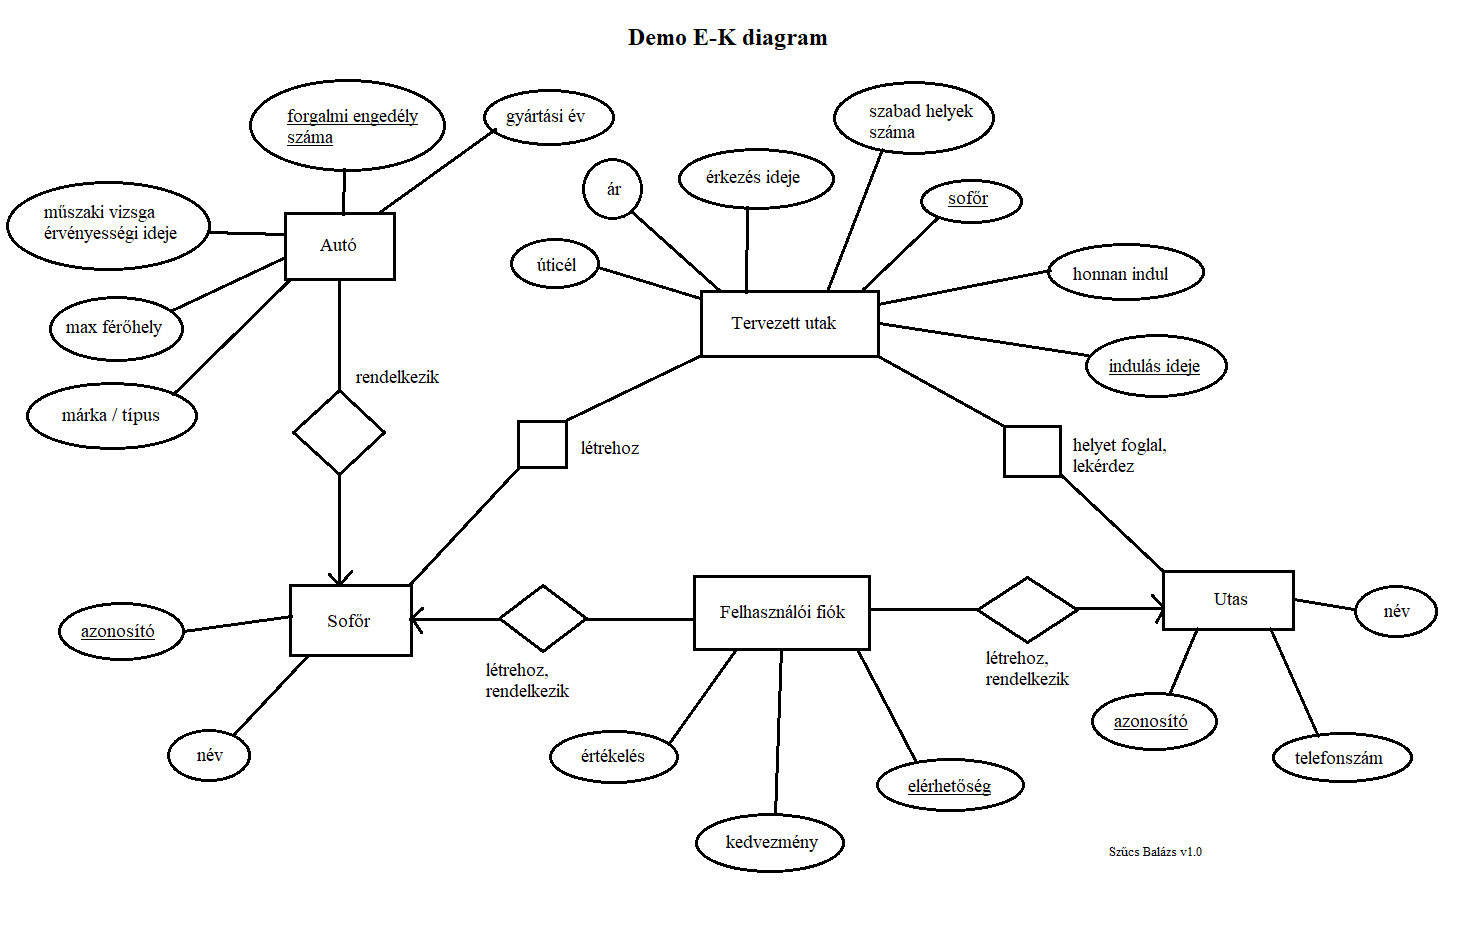 Demo E-K diagram
forgalmi engedély
száma
gyártási év
szabad helyek
száma
ár
érkezés ideje
sofőr
műszaki vizsga
érvényességi ideje
Autó
úticél
honnan indul
max férőhely
Tervezett utak
indulás ideje
rendelkezik
márka / típus
létrehoz
helyet foglal,
lekérdez
azonosító
Sofőr
Felhasználói fiók
Utas
név
létrehoz,
rendelkezik
létrehoz,
rendelkezik
azonosító
név
értékelés
elérhetőség
telefonszám
kedvezmény
Szücs Balázs v1.0